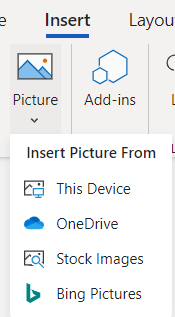 Insert Layou
Picture Add-ins
Insert Picture From
This Device
OneDrive
Stock Images
Bing Pictures